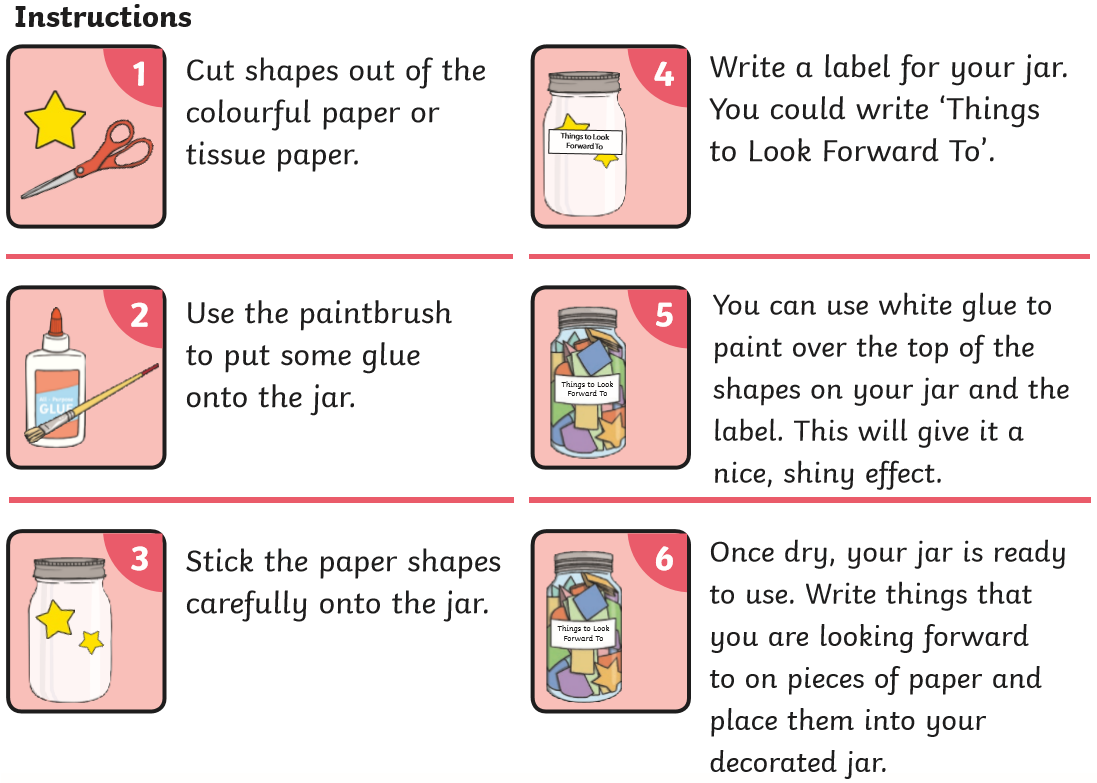 Instructions
1
Cut shapes out of the
colourful paper or
tissue paper.
2
All - Purpose
GLUE
Use the paintbrush
to put some glue
onto the jar.
3
Stick the paper shapes
carefully onto the jar.
4
Things to Look
Forward To
Write a label for your jar.
You could write ‘Things
to Look Forward To’.
5
Things to Look
Forward To
You can use white glue to
paint over the top of the
shapes on your jar and the
label. This will give it a
nice, shiny effect.
6
Things to Look
Forward To
Once dry, your jar is ready
to use. Write things that
you are looking forward
to on pieces of paper and
place them into your
decorated jar.